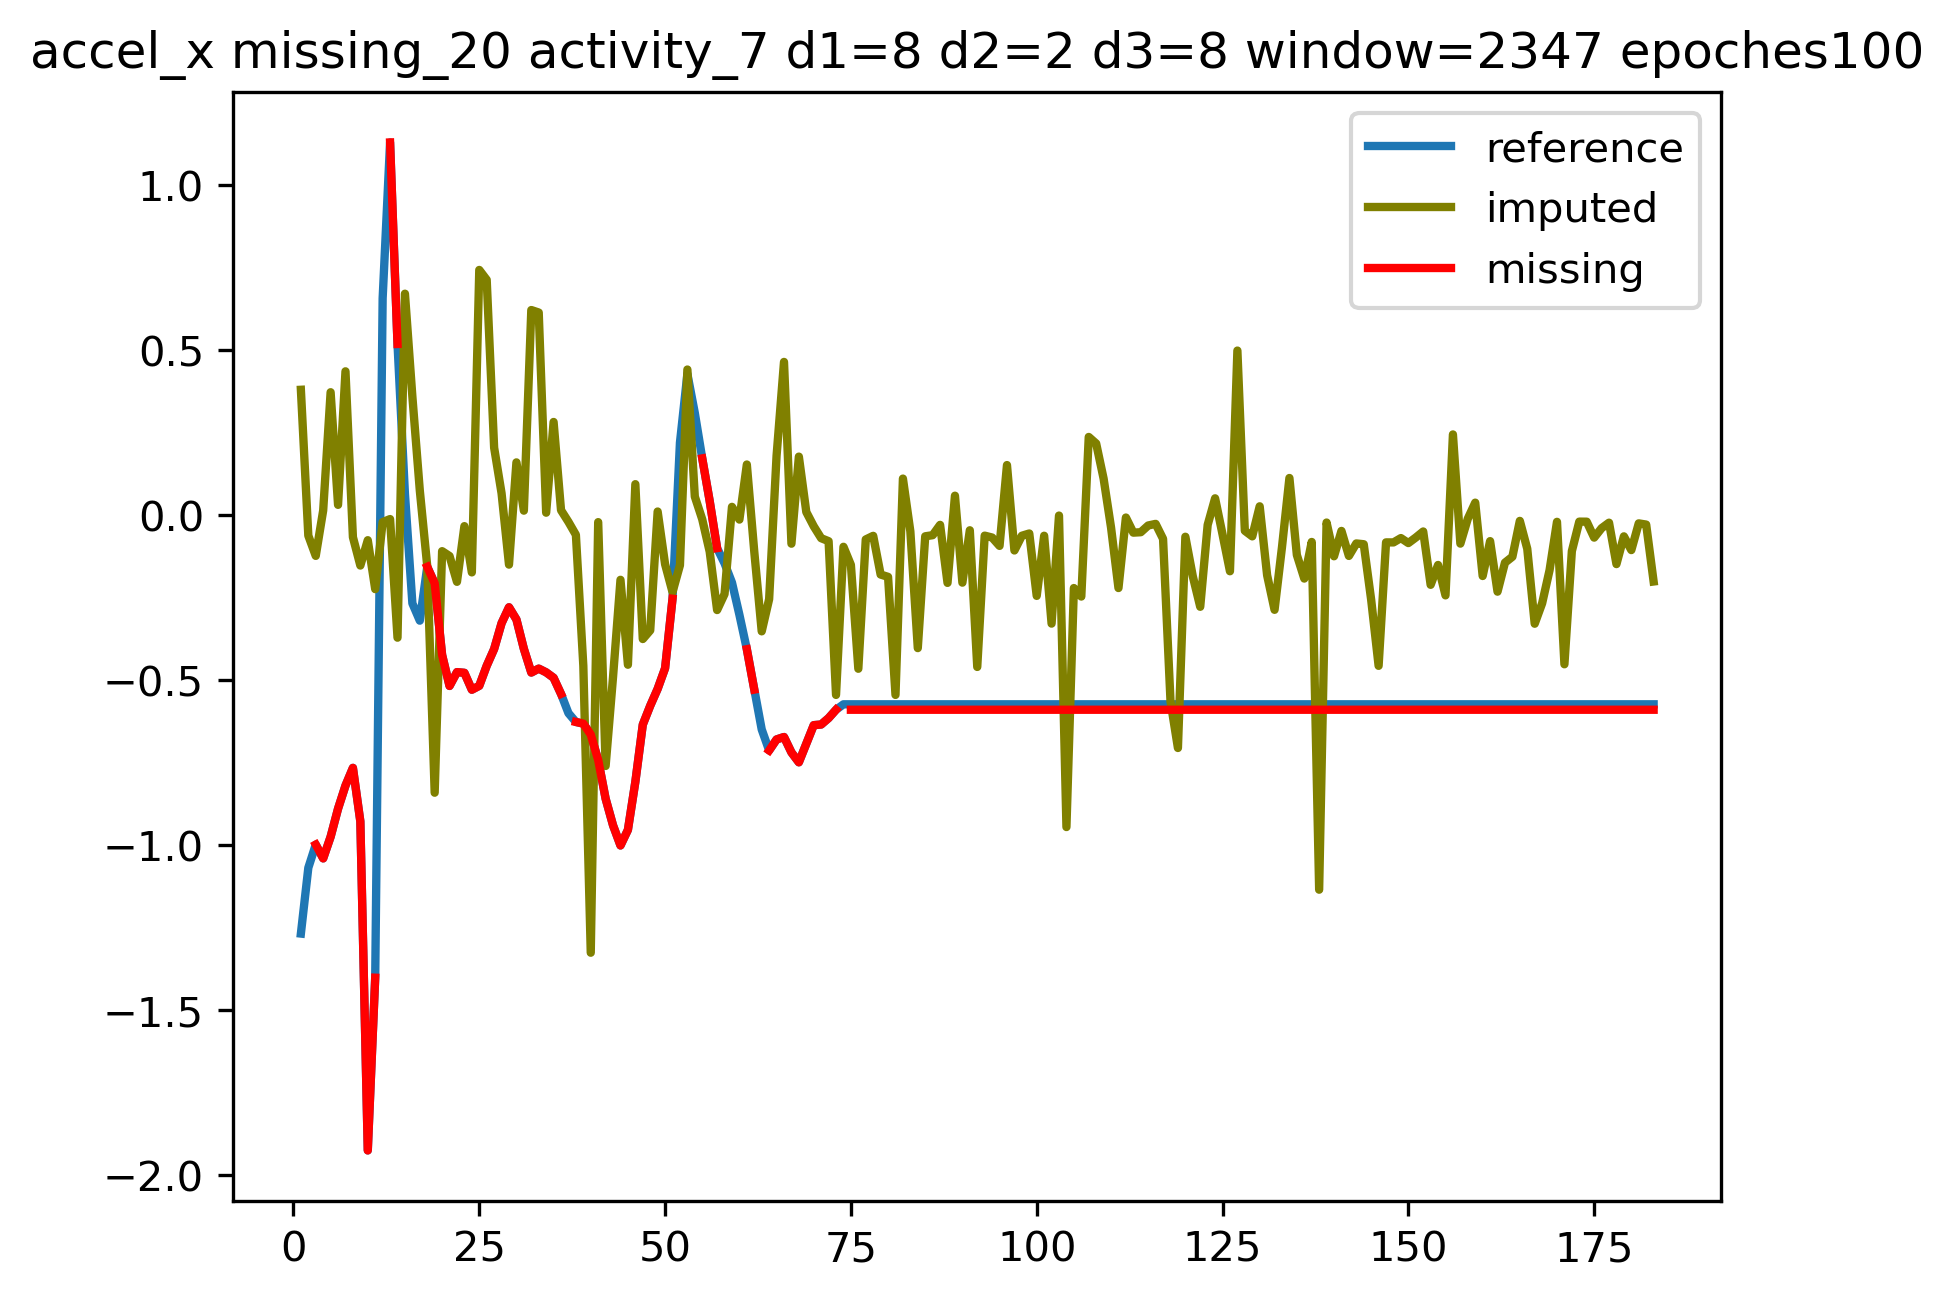 accel_x missing_20 activity_7 d1=8 d2=2 d3=8 window=2347 epoches100
reference
imputed
missing
1.0
0.5
0.0
−0.5
−1.0
−1.5
−2.0
0 25 50 75 100 125 150 175